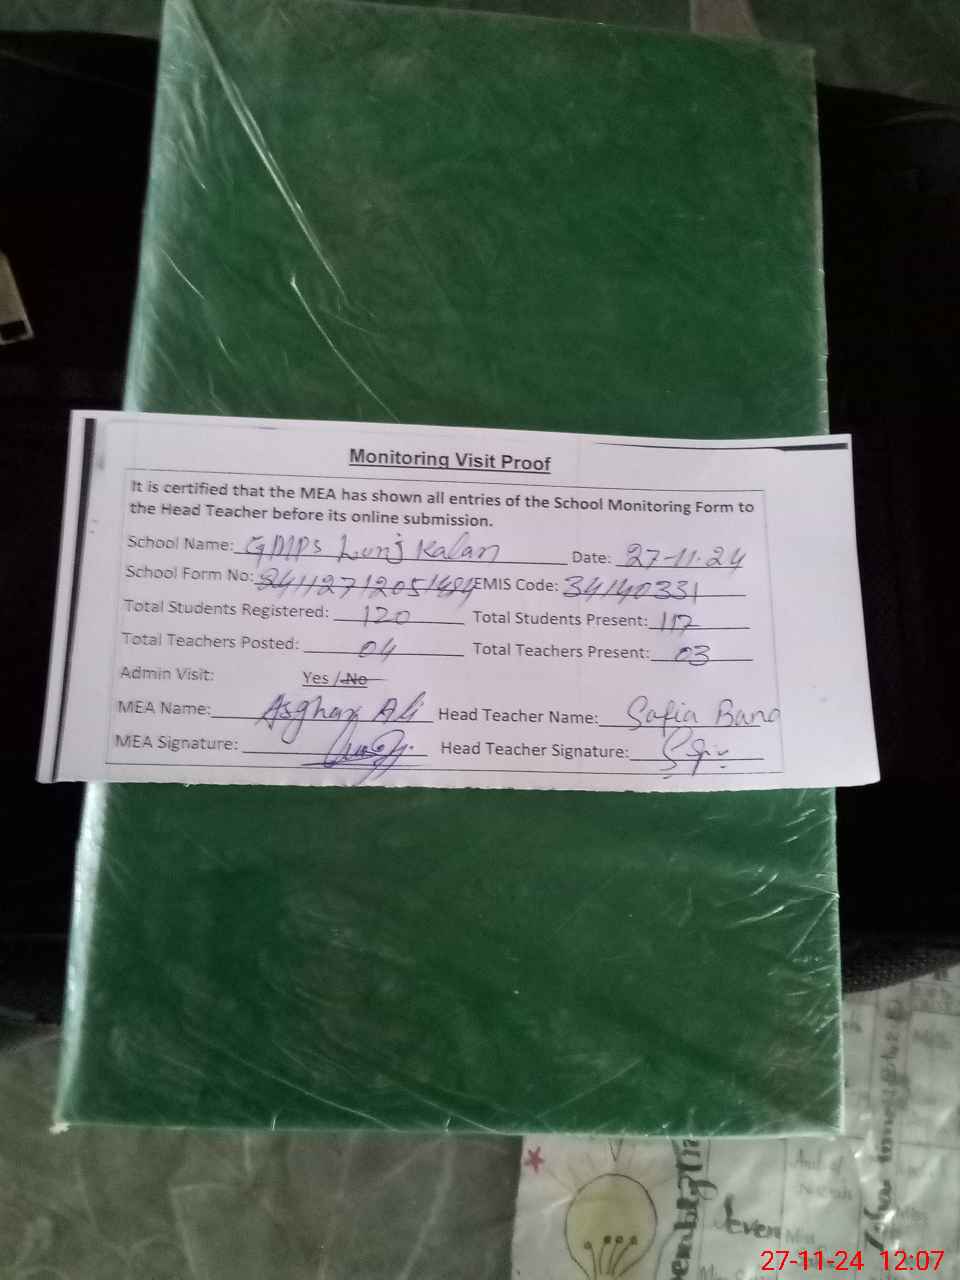 Monitoring Visit Proof
It is certified that the MEA has shown all entries of the School Monitoring Form to
the Head Teacher before its online submission.
School Name: GMPS Lunj Kalan Date: 27-11-24
School Form No: EMIS Code: 34140331
Total Students Registered: 120 Total Students Present: 117
Total Teachers Posted: 04 Total Teachers Present: 03
Admin Visit: Yes / No
MEA Name: Asghar Ali Head Teacher Name: Safia Bano
MEA Signature: Head Teacher Signature:
Seven
27-11-24 12:07